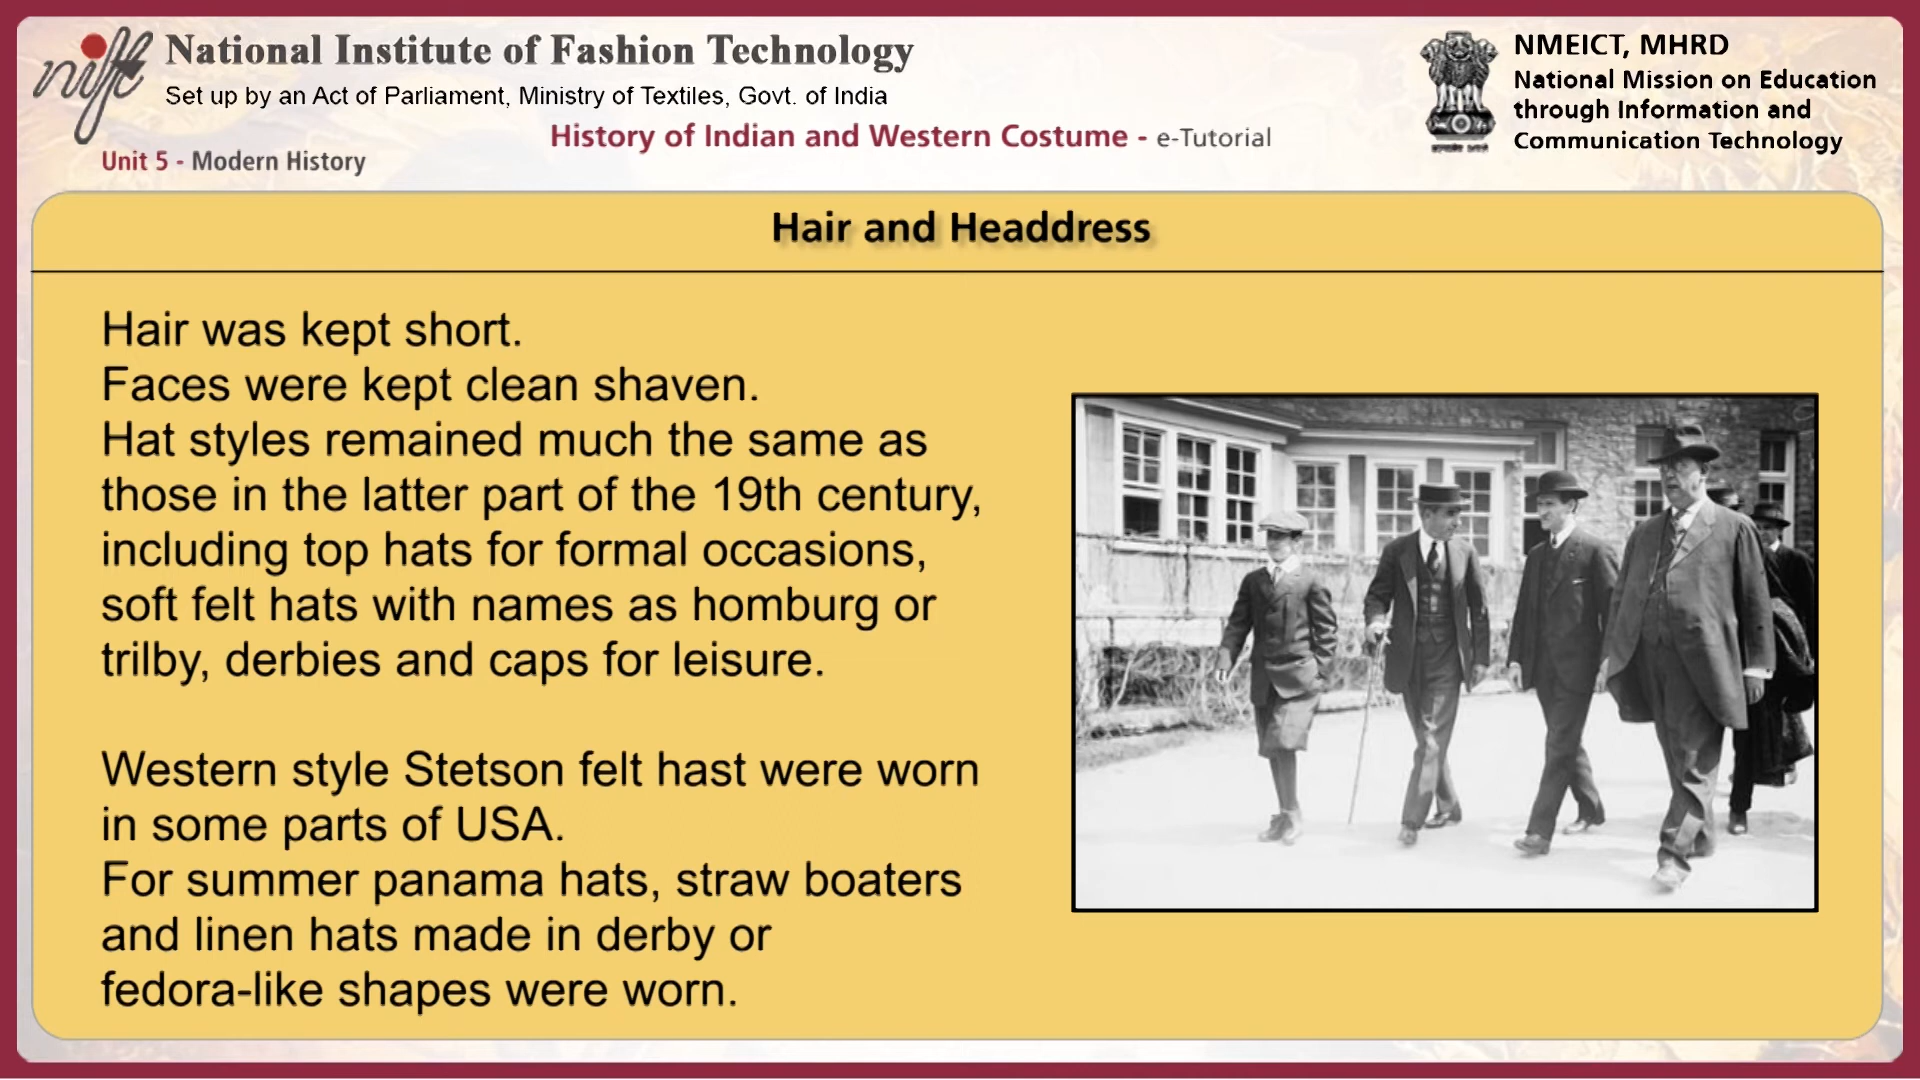 nift
National Institute of Fashion Technology
Set up by an Act of Parliament, Ministry of Textiles, Govt. of India
History of Indian and Western Costume - e-Tutorial
Unit 5 - Modern History
NMEICT, MHRD
National Mission on Education
through Information and
Communication Technology
Hair and Headdress
Hair was kept short.
Faces were kept clean shaven.
Hat styles remained much the same as
those in the latter part of the 19th century,
including top hats for formal occasions,
soft felt hats with names as homburg or
trilby, derbies and caps for leisure.
Western style Stetson felt hast were worn
in some parts of USA.
For summer panama hats, straw boaters
and linen hats made in derby or
fedora-like shapes were worn.